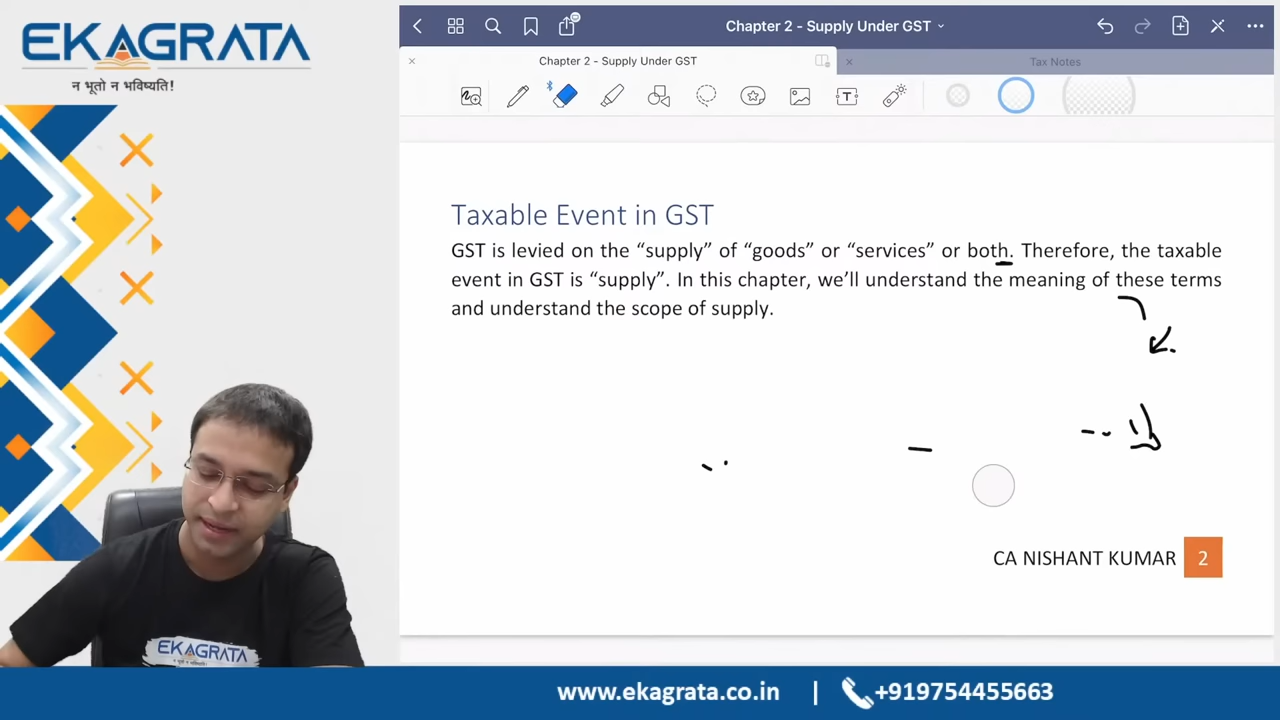 EKAGRATA
न भूतो न भविष्यति!
Chapter 2 - Supply Under GST
Chapter 2 - Supply Under GST
Tax Notes
T
Taxable Event in GST
GST is levied on the “supply” of “goods” or “services” or both. Therefore, the taxable
event in GST is “supply”. In this chapter, we’ll understand the meaning of these terms
and understand the scope of supply.
CA NISHANT KUMAR 2
EKAGRATA
न भूतो न भविष्यति!
www.ekagrata.co.in | +919754455663